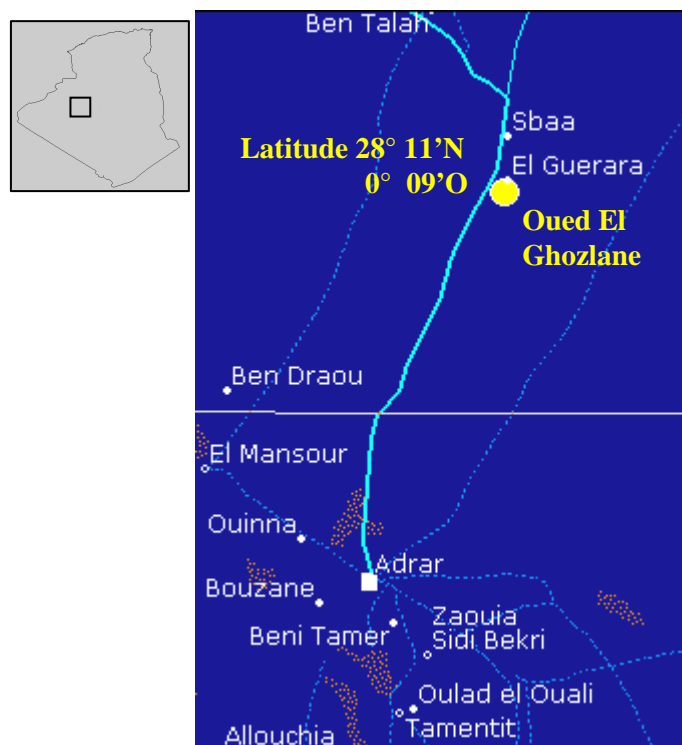 Ben Talah
Sbaa
Latitude 28° 11’N
El Guerara
0° 09’O
Oued El
Ghozlane
Ben Draou
El Mansour
Ouinna
Adrar
Bouzane
Zaouia
Beni Tamer
Sidi Bekri
Oulad el Ouali
Tamentit
Allouchia